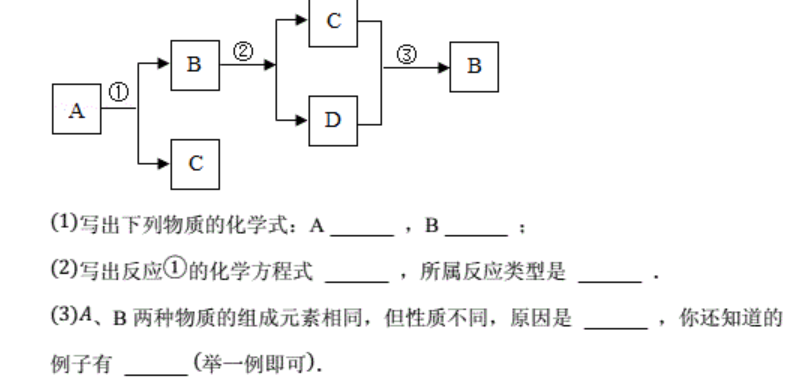 C
B
②
③
B
A
①
D
C
(1)写出下列物质的化学式：A ______ ，B ______ ；
(2)写出反应①的化学方程式 ______ ，所属反应类型是 ______ ．
(3)A、B 两种物质的组成元素相同，但性质不同，原因是 ______ ，你还知道的
例子有 ______ (举一例即可)．